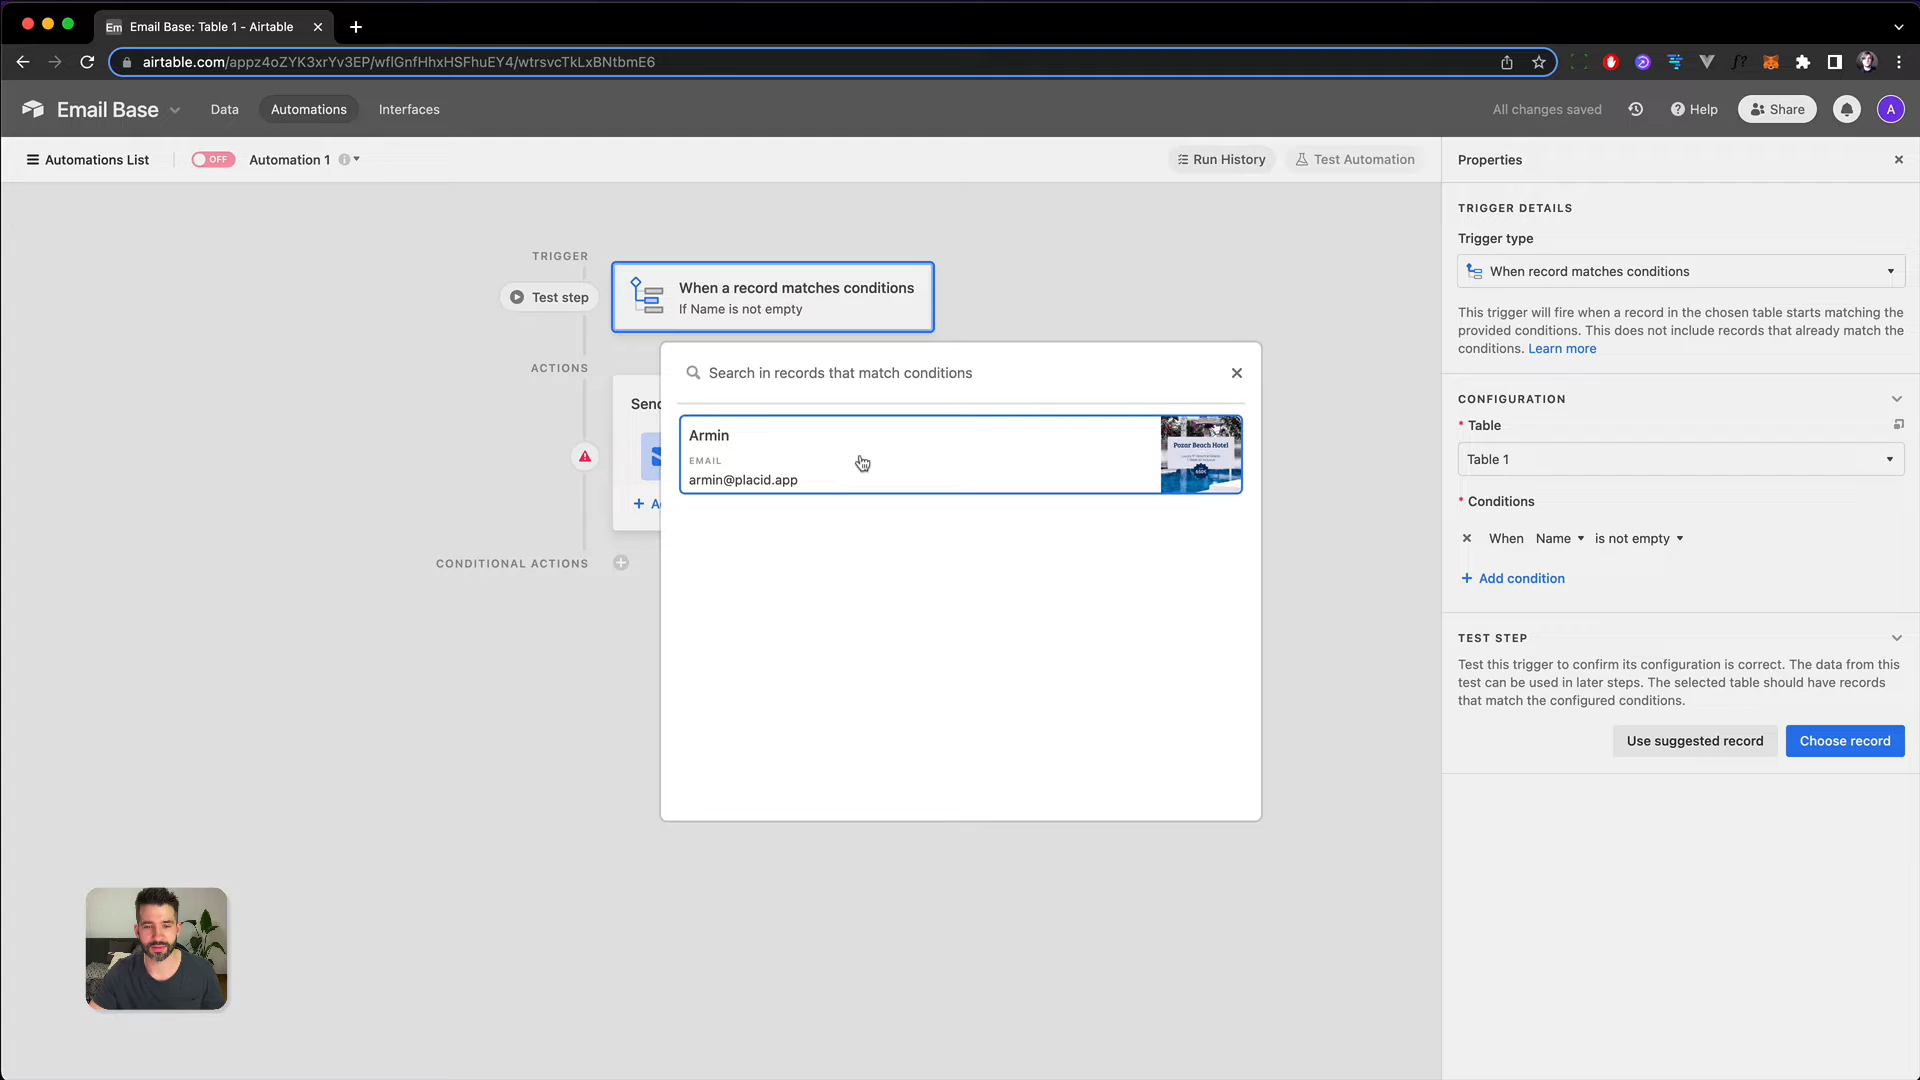 Em Email Base: Table 1 - Airtable
airtable.com/appz4oZYK3xrYv3EP/wflGnfHhxHSFhuEY4/wtrsvcTkLxBNtbmE6
Email Base
Data
Automations
Interfaces
All changes saved
Help
Share
A
Automations List
OFF
Automation 1
Run History
Test Automation
Properties
TRIGGER
Test step
When a record matches conditions
If Name is not empty
ACTIONS
Send
+ A
CONDITIONAL ACTIONS
Search in records that match conditions
Armin
EMAIL
armin@placid.app
Pozar Beach Hotel
TRIGGER DETAILS
Trigger type
When record matches conditions
This trigger will fire when a record in the chosen table starts matching the
provided conditions. This does not include records that already match the
conditions. Learn more
CONFIGURATION
* Table
Table 1
* Conditions
When Name is not empty
+ Add condition
TEST STEP
Test this trigger to confirm its configuration is correct. The data from this
test can be used in later steps. The selected table should have records
that match the configured conditions.
Use suggested record
Choose record